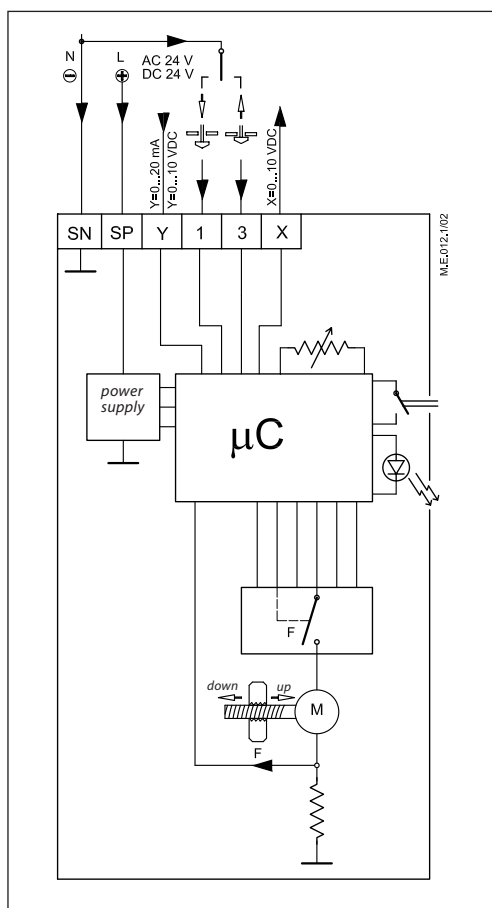 N
L
AC 24 V
DC 24 V
Y=0...20 mA
Y=0...10 VDC
X=0...10 VDC
SN
SP
Y
1
3
X
M.E.012.1/02
power
supply
µC
F
down
up
M
F